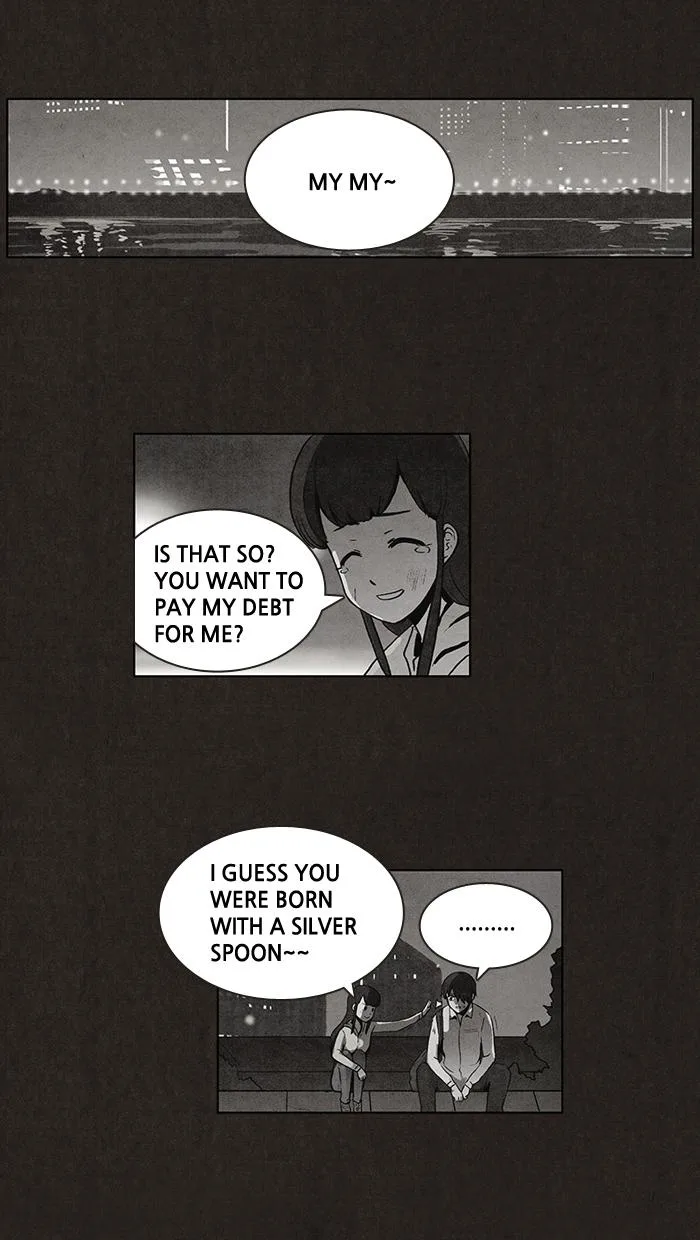 MY MY~
IS THAT SO?
YOU WANT TO
PAY MY DEBT
FOR ME?
I GUESS YOU
WERE BORN
WITH A SILVER
SPOON~~
.........